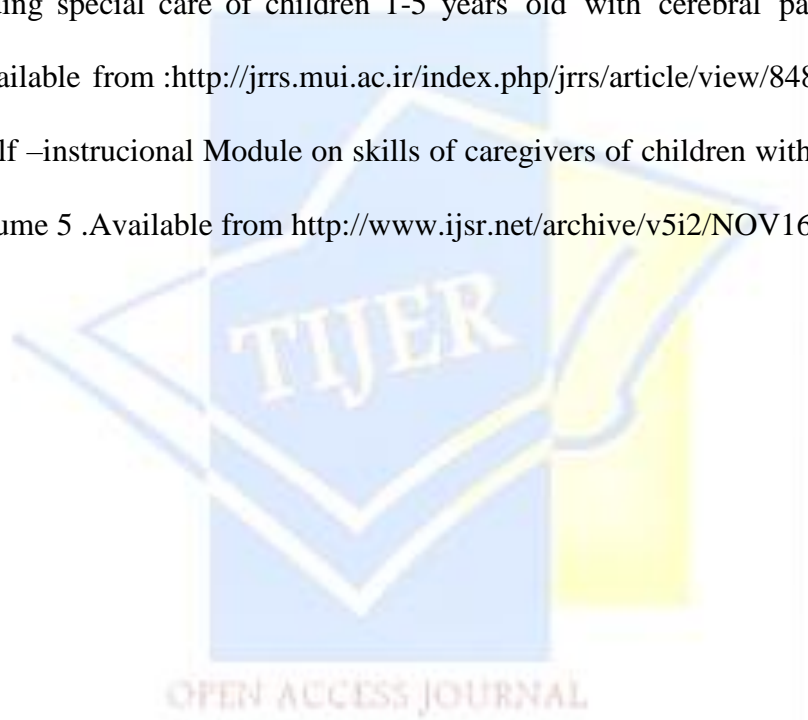 ing special care of children 1-5 years old with cerebral pa
ailable from :http://jrrs.mui.ac.ir/index.php/jrrs/article/view/848
lf –instrucional Module on skills of caregivers of children with
ume 5 .Available from http://www.ijsr.net/archive/v5i2/NOV16
TIJER
OPEN ACCESS JOURNAL